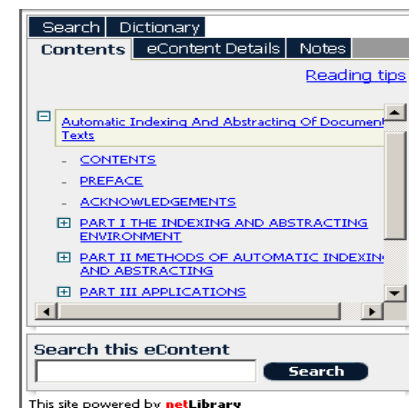 Search Dictionary
Contents eContent Details Notes
Reading tips
Automatic Indexing And Abstracting Of Document
Texts
- CONTENTS
- PREFACE
- ACKNOWLEDGEMENTS
PART I THE INDEXING AND ABSTRACTING
ENVIRONMENT
PART II METHODS OF AUTOMATIC INDEXING
AND ABSTRACTING
PART III APPLICATIONS
Search this eContent
Search
This site powered by netLibrary